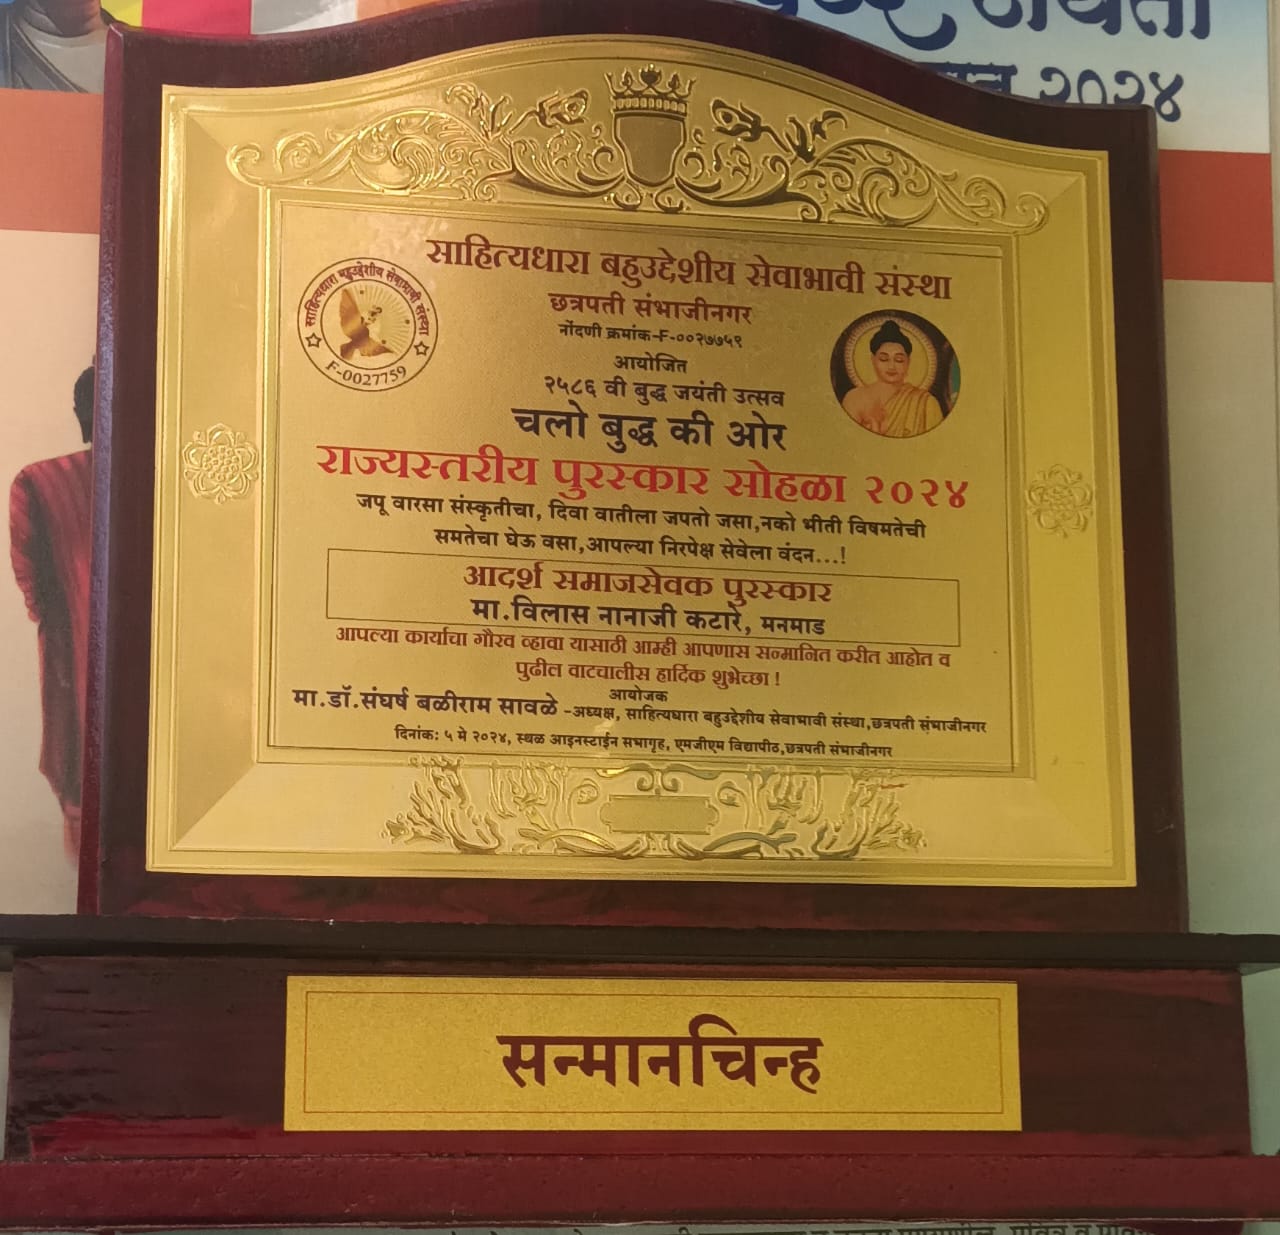 २०२४
साहित्यधारा बहुउद्देशीय सेवाभावी संस्था
छत्रपती संभाजीनगर
नोंदणी क्रमांक-F-००२७७५९
साहित्यधारा बहुउद्देशीय सेवाभावी संस्था
F-0027759
आयोजित
२५८६ वी बुद्ध जयंती उत्सव
चलो बुद्ध की ओर
राज्यस्तरीय पुरस्कार सोहळा २०२४
जपू वारसा संस्कृतीचा, दिवा वातीला जपतो जसा,नको भीती विषमतेची
समतेचा घेऊ वसा,आपल्या निरपेक्ष सेवेला वंदन...!
आदर्श समाजसेवक पुरस्कार
मा.विलास नानाजी कटारे, मनमाड
आपल्या कार्याचा गौरव व्हावा यासाठी आम्ही आपणास सन्मानित करीत आहोत व
पुढील वाटचालीस हार्दिक शुभेच्छा !
आयोजक
मा.डॉ.संघर्ष बळीराम सावळे -अध्यक्ष, साहित्यधारा बहुउद्देशीय सेवाभावी संस्था,छत्रपती संभाजीनगर
दिनांक: ५ मे २०२४, स्थळ आइनस्टाईन सभागृह, एमजीएम विद्यापीठ,छत्रपती संभाजीनगर
सन्मानचिन्ह